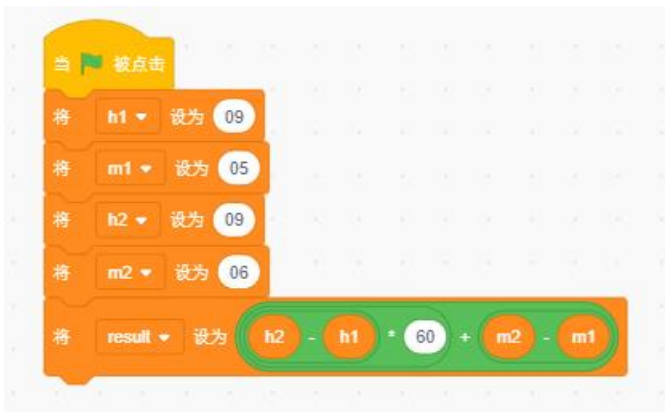 当 被点击
将 h1 设为 09
将 m1 设为 05
将 h2 设为 09
将 m2 设为 06
将 result 设为 h2 - h1 * 60 + m2 - m1